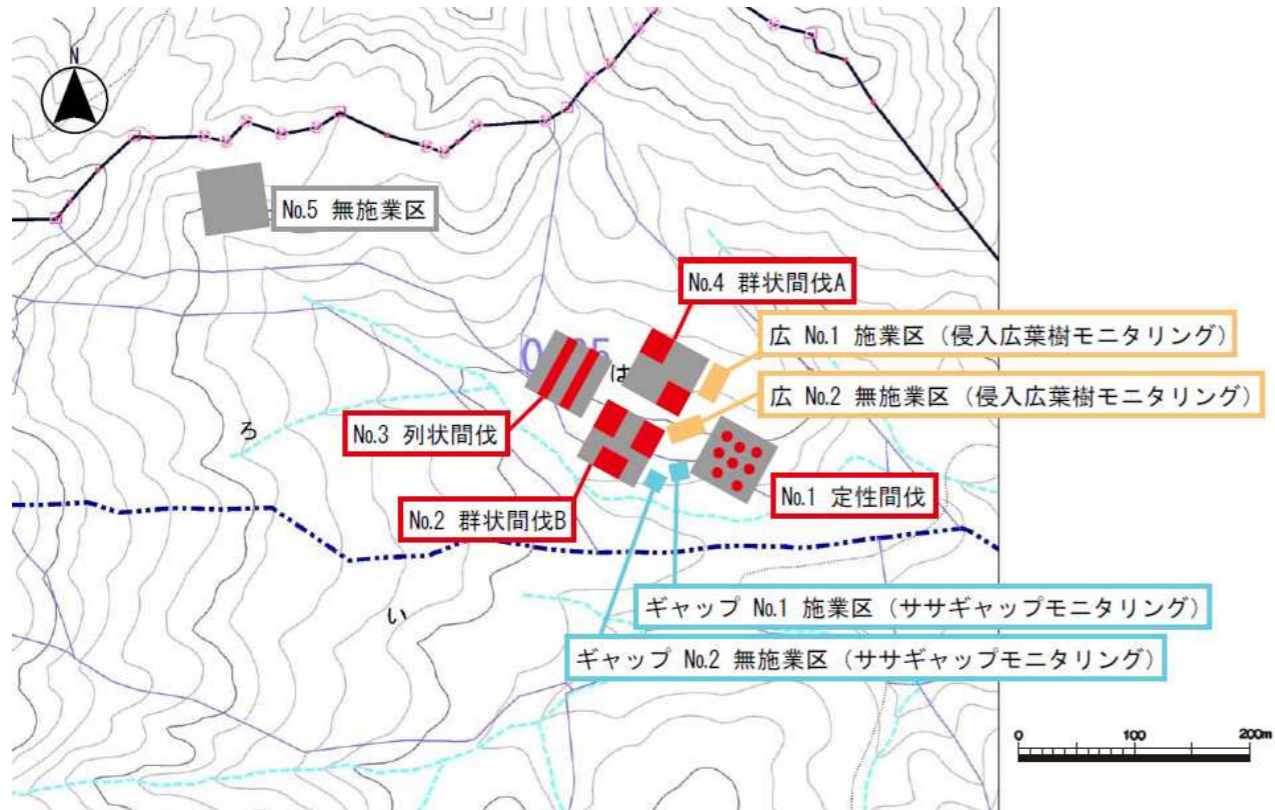 N
No.5 無施業区
No.4 群状間伐A
広 No.1 施業区（侵入広葉樹モニタリング）
は
広 No.2 無施業区（侵入広葉樹モニタリング）
ろ
No.3 列状間伐
No.1 定性間伐
No.2 群状間伐B
い
ギャップ No.1 施業区（ササギャップモニタリング）
ギャップ No.2 無施業区（ササギャップモニタリング）
0 100 200m